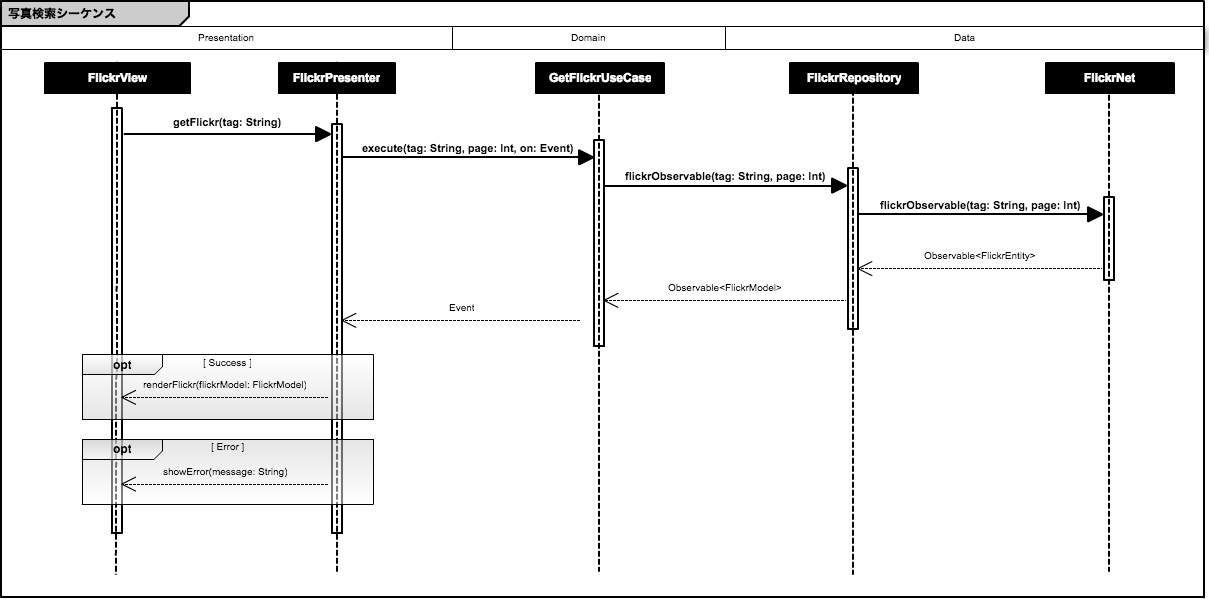 写真検索シーケンス
Presentation
Domain
Data
FlickrView
FlickrPresenter
GetFlickrUseCase
FlickrRepository
FlickrNet
getFlickr(tag: String)
execute(tag: String, page: Int, on: Event)
flickrObservable(tag: String, page: Int)
flickrObservable(tag: String, page: Int)
Observable<FlickrEntity>
Observable<FlickrModel>
Event
opt
[ Success ]
renderFlickr(flickrModel: FlickrModel)
opt
[ Error ]
showError(message: String)